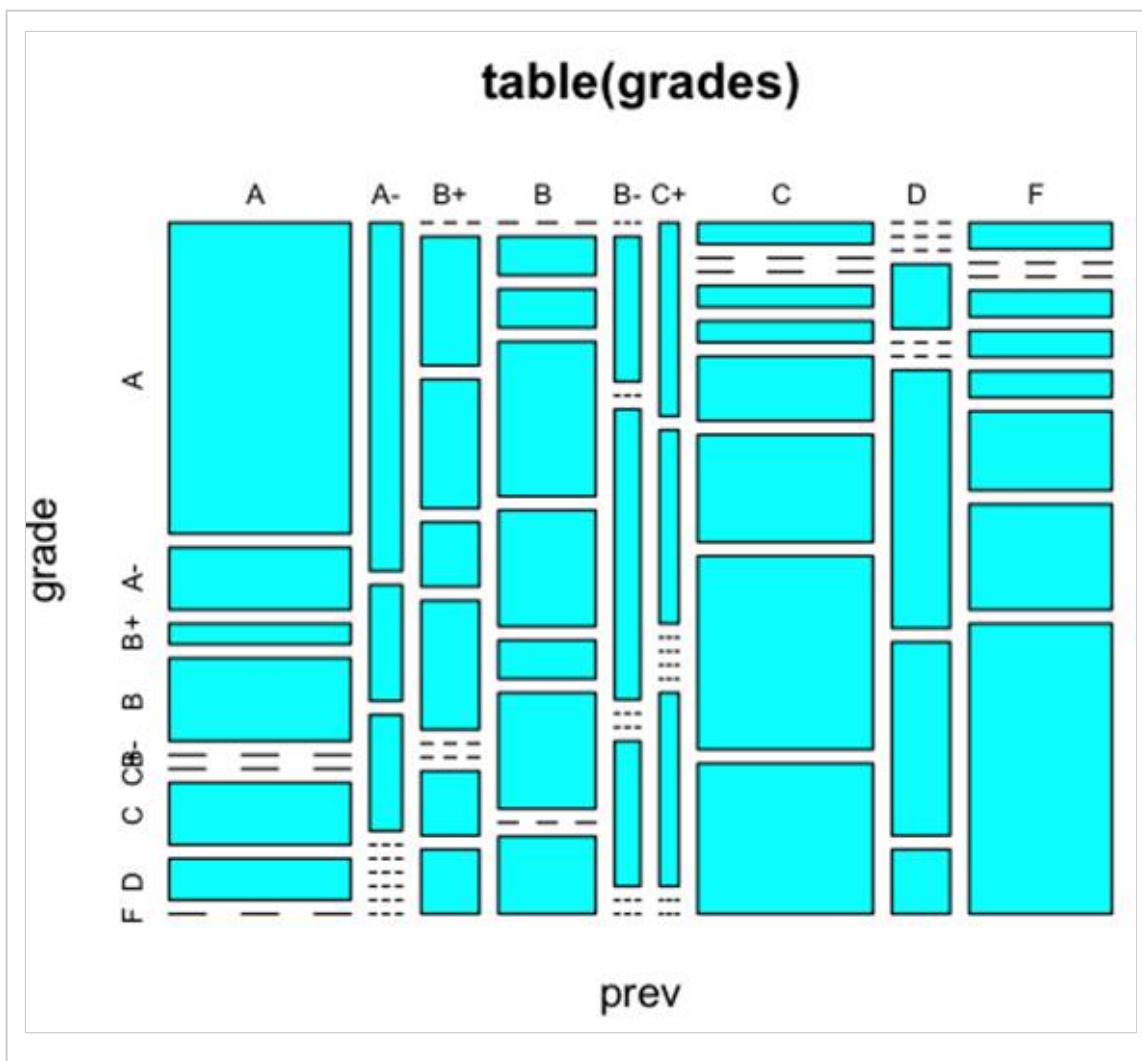 table(grades)
A A- B+ B B- C+ C D F
grade
A
A-
B+
B
B-
C+
C
D
F
prev